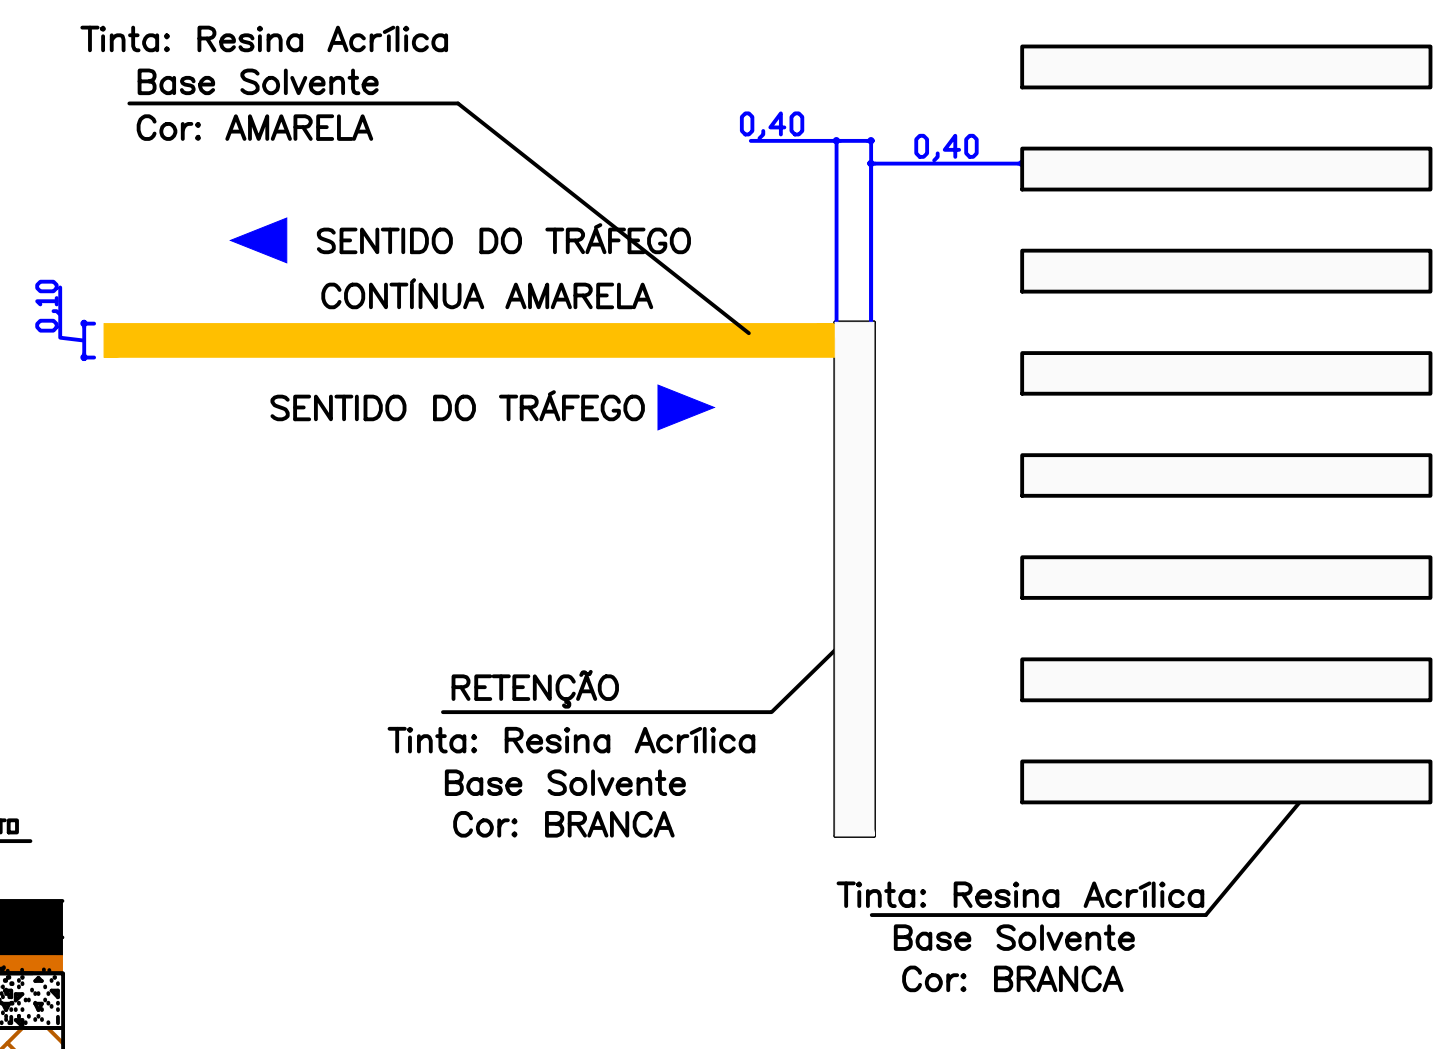 Tinta: Resina Acrílica
Base Solvente
Cor: AMARELA
0,40
0,40
SENTIDO DO TRÁFEGO
CONTÍNUA AMARELA
0,10
SENTIDO DO TRÁFEGO
RETENÇÃO
Tinta: Resina Acrílica
Base Solvente
Cor: BRANCA
Tinta: Resina Acrílica
Base Solvente
Cor: BRANCA